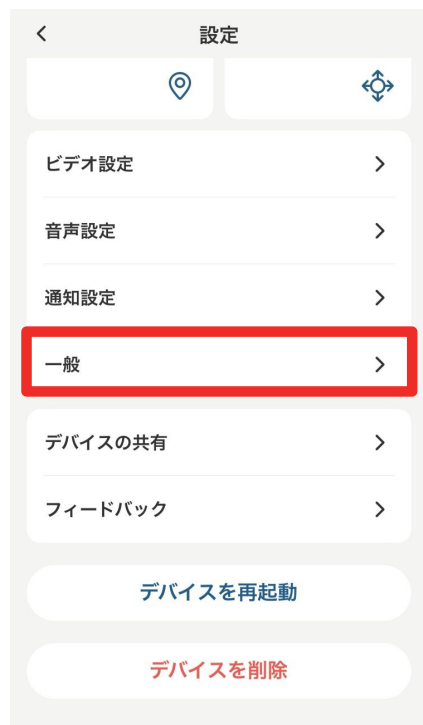 設定
ビデオ設定
音声設定
通知設定
一般
デバイスの共有
フィードバック
デバイスを再起動
デバイスを削除